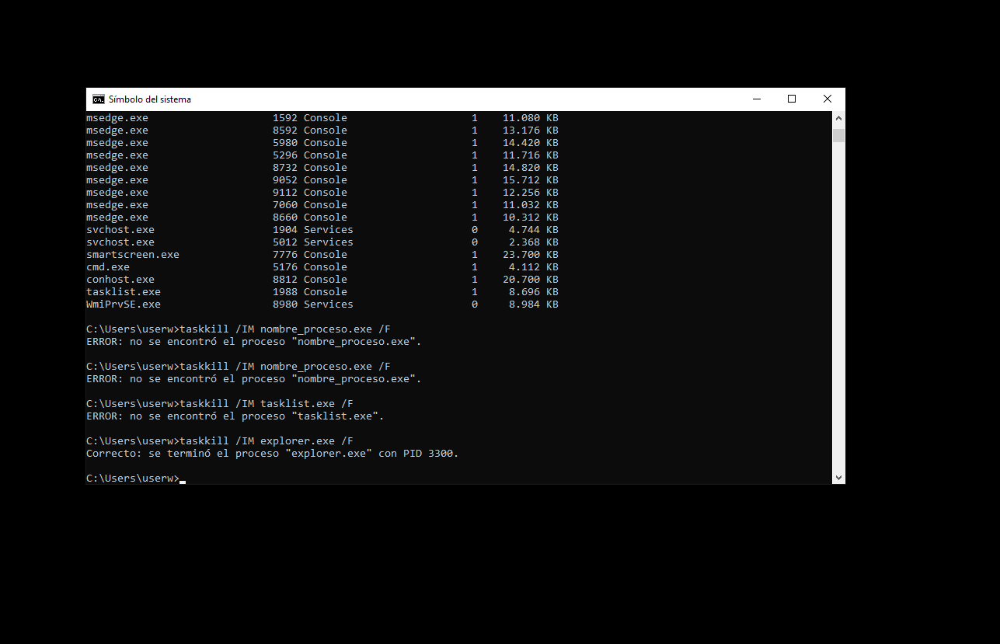 Símbolo del sistema
msedge.exe 1592 Console 1 11.080 KB
msedge.exe 8592 Console 1 13.176 KB
msedge.exe 5980 Console 1 14.420 KB
msedge.exe 5296 Console 1 11.716 KB
msedge.exe 8732 Console 1 14.820 KB
msedge.exe 9052 Console 1 15.712 KB
msedge.exe 9112 Console 1 12.256 KB
msedge.exe 7060 Console 1 11.032 KB
msedge.exe 8660 Console 1 10.312 KB
svchost.exe 1904 Services 0 4.744 KB
svchost.exe 5012 Services 0 2.368 KB
smartscreen.exe 7776 Console 1 23.700 KB
cmd.exe 5176 Console 1 4.112 KB
conhost.exe 8812 Console 1 20.700 KB
tasklist.exe 1988 Console 1 8.696 KB
WmiPrvSE.exe 8980 Services 0 8.984 KB
C:\Users\userw>taskkill /IM nombre_proceso.exe /F
ERROR: no se encontró el proceso "nombre_proceso.exe".
C:\Users\userw>taskkill /IM nombre_proceso.exe /F
ERROR: no se encontró el proceso "nombre_proceso.exe".
C:\Users\userw>taskkill /IM tasklist.exe /F
ERROR: no se encontró el proceso "tasklist.exe".
C:\Users\userw>taskkill /IM explorer.exe /F
Correcto: se terminó el proceso "explorer.exe" con PID 3300.
C:\Users\userw>